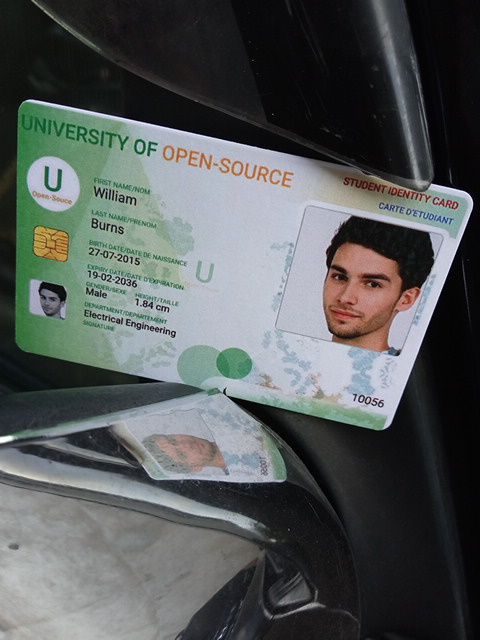 UNIVERSITY OF OPEN-SOURCE
STUDENT IDENTITY CARD
CARTE D'ETUDIANT
U
Open-Source
FIRST NAME/NOM
William
LAST NAME/PRENOM
Burns
BIRTH DATE/DATE DE NAISSANCE
27-07-2015
U
EXPIRY DATE/DATE D'EXPIRATION
19-02-2036
GENDER/SEXE HEIGHT/TAILLE
Male 1.84 cm
DEPARTMENT/DEPARTEMENT
Electrical Engineering
SIGNATURE
10056
10056